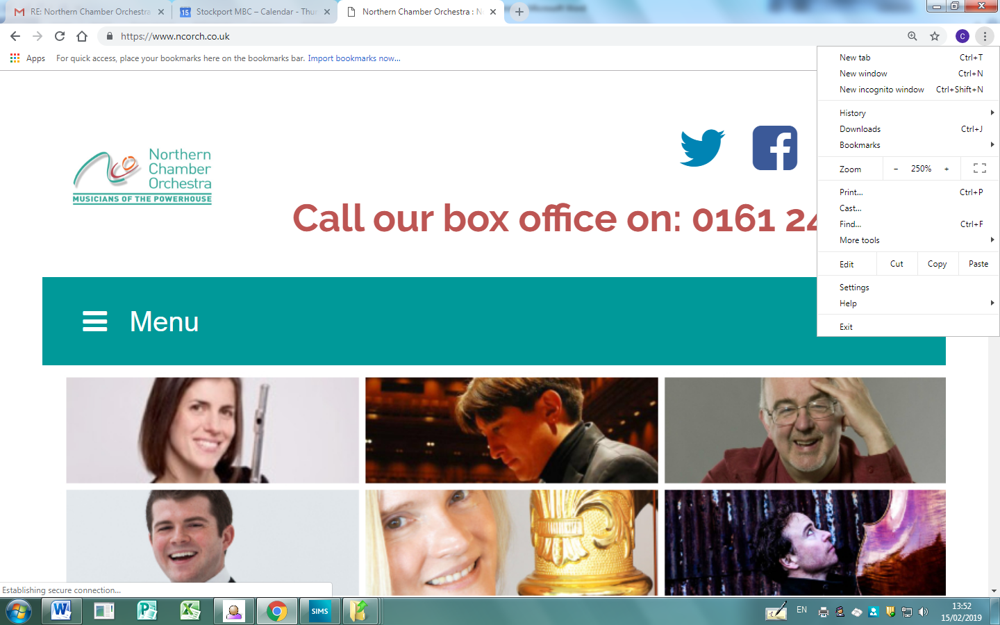 RE: Northern Chamber Orchestra
Stockport MBC – Calendar - Thur
Northern Chamber Orchestra : N
https://www.ncorch.co.uk
C
Apps
For quick access, place your bookmarks here on the bookmarks bar. Import bookmarks now...
New tab Ctrl+T
New window Ctrl+N
New incognito window Ctrl+Shift+N
History
Downloads Ctrl+J
Bookmarks
Zoom − 250% +
Print... Ctrl+P
Cast...
Find... Ctrl+F
More tools
Edit Cut Copy Paste
Settings
Help
Exit
Northern
Chamber
Orchestra
MUSICIANS OF THE POWERHOUSE
Call our box office on: 0161 24
Menu
Establishing secure connection...
SIMS
EN
13:52
15/02/2019